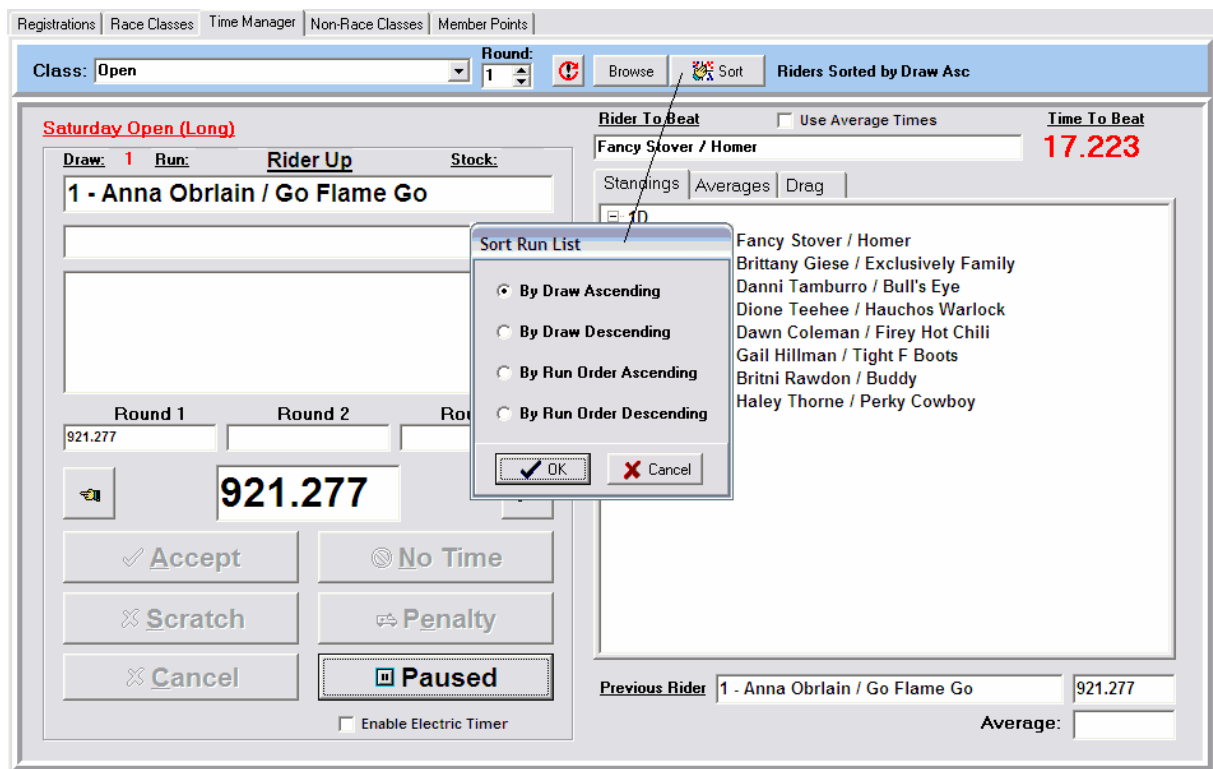 Registrations Race Classes Time Manager Non-Race Classes Member Points
Class: Open
Round:
1
Browse
Sort
Riders Sorted by Draw Asc
Saturday Open (Long)
Draw: 1 Run: Rider Up Stock:
1 - Anna Obrlain / Go Flame Go
Round 1 Round 2 Rou
921.277
921.277
Accept
No Time
Scratch
Penalty
Cancel
Paused
Enable Electric Timer
Rider To Beat
Use Average Times
Time To Beat
Fancy Stover / Homer
17.223
Standings Averages Drag
1D
Fancy Stover / Homer
Brittany Giese / Exclusively Family
Danni Tamburro / Bull's Eye
Dione Teehee / Hauchos Warlock
Dawn Coleman / Firey Hot Chili
Gail Hillman / Tight F Boots
Britni Rawdon / Buddy
Haley Thorne / Perky Cowboy
Sort Run List
By Draw Ascending
By Draw Descending
By Run Order Ascending
By Run Order Descending
OK
Cancel
Previous Rider 1 - Anna Obrlain / Go Flame Go 921.277
Average: